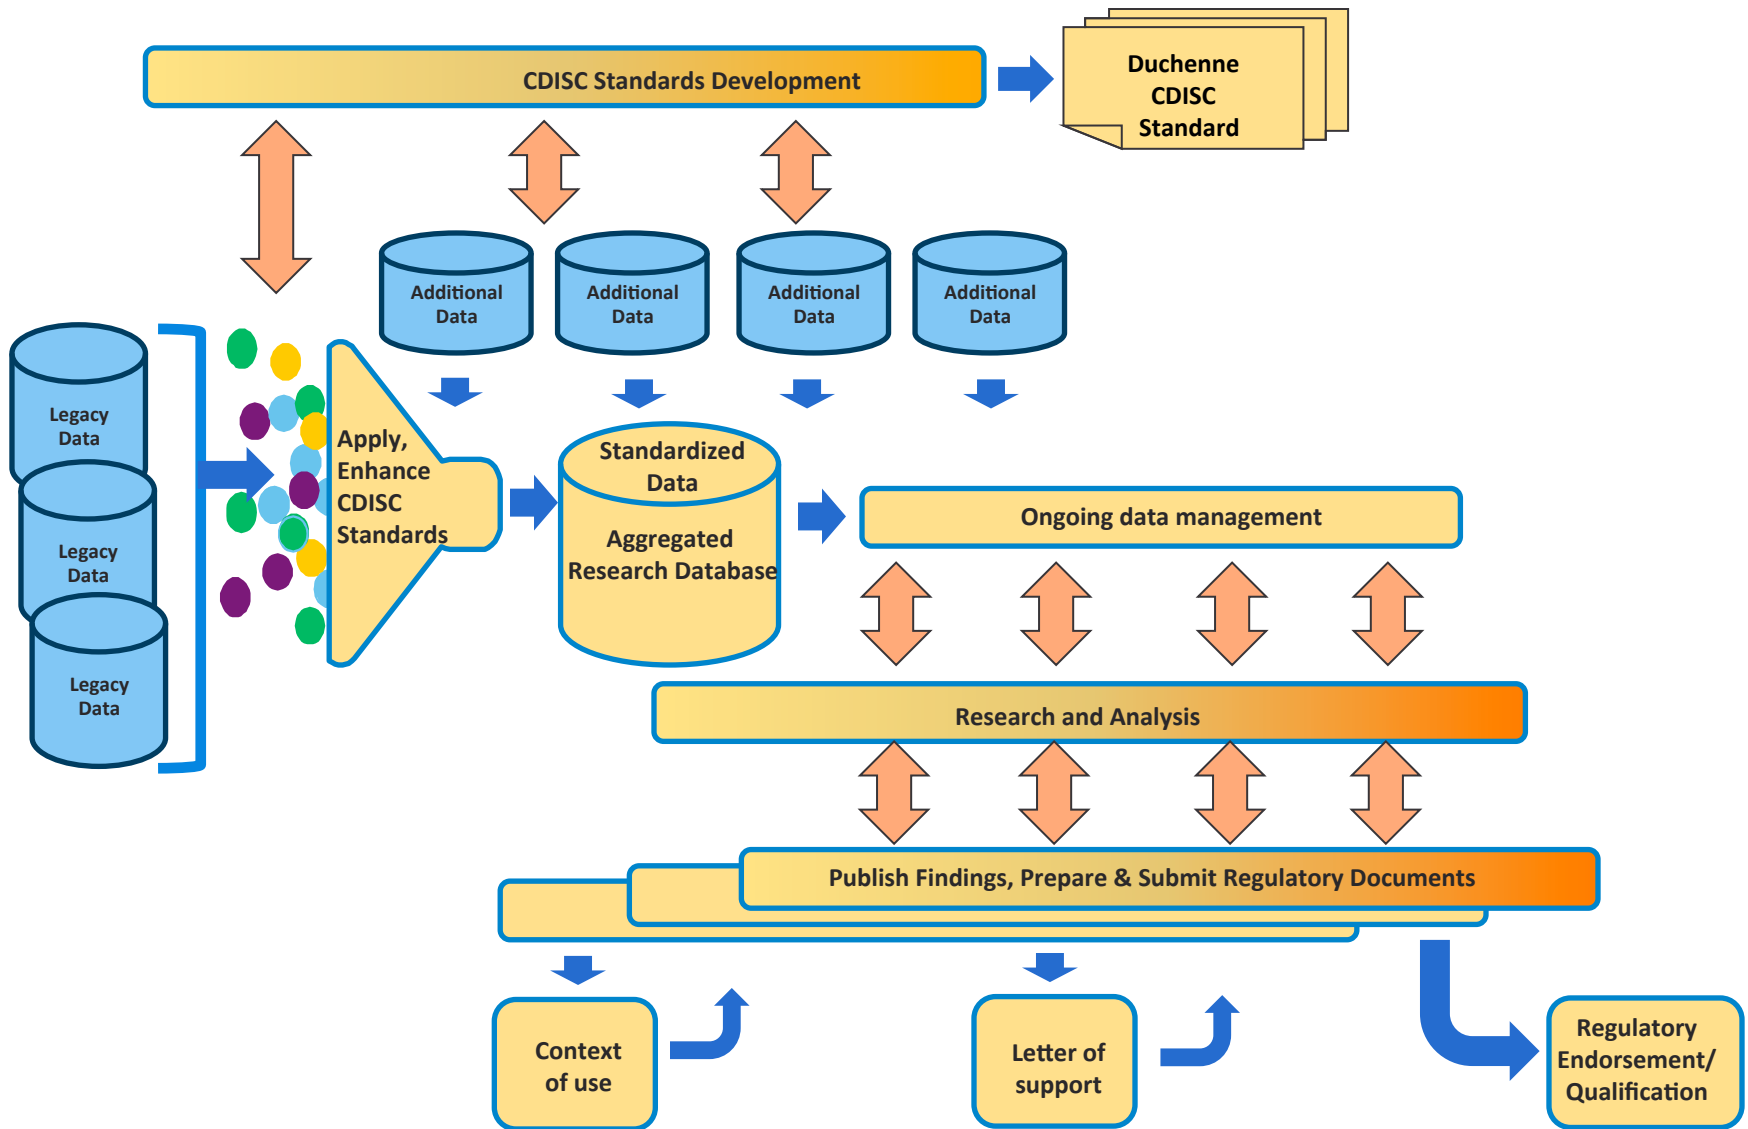 CDISC Standards Development
Duchenne
CDISC
Standard
Additional
Data
Additional
Data
Additional
Data
Additional
Data
Legacy
Data
Legacy
Data
Legacy
Data
Apply,
Enhance
CDISC
Standards
Standardized
Data
Aggregated
Research Database
Ongoing data management
Research and Analysis
Publish Findings, Prepare & Submit Regulatory Documents
Context
of use
Letter of
support
Regulatory
Endorsement/
Qualification